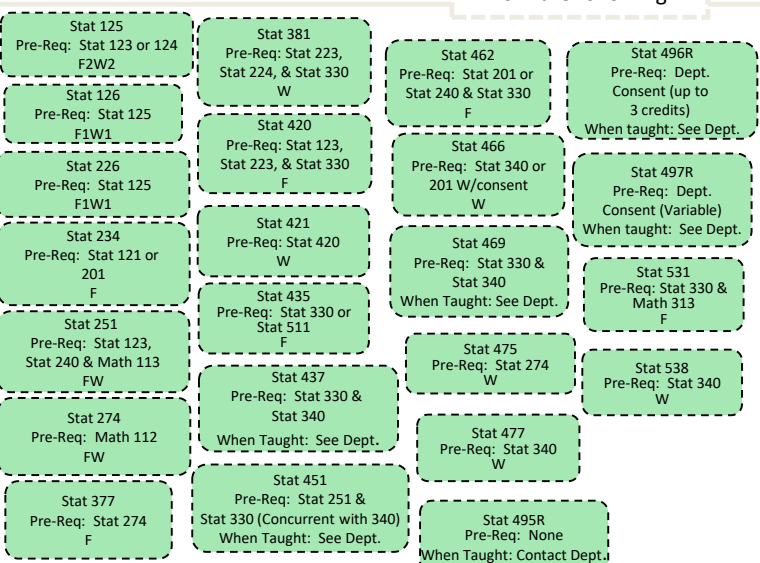 Stat 125
Pre-Req: Stat 123 or 124
F2W2
Stat 126
Pre-Req: Stat 125
F1W1
Stat 226
Pre-Req: Stat 125
F1W1
Stat 234
Pre-Req: Stat 121 or
201
F
Stat 251
Pre-Req: Stat 123,
Stat 240 & Math 113
FW
Stat 274
Pre-Req: Math 112
FW
Stat 377
Pre-Req: Stat 274
F
Stat 381
Pre-Req: Stat 223,
Stat 224, & Stat 330
W
Stat 420
Pre-Req: Stat 123,
Stat 223, & Stat 330
F
Stat 421
Pre-Req: Stat 420
W
Stat 435
Pre-Req: Stat 330 or
Stat 511
F
Stat 437
Pre-Req: Stat 330 &
Stat 340
When Taught: See Dept.
Stat 451
Pre-Req: Stat 251 &
Stat 330 (Concurrent with 340)
When Taught: See Dept.
Stat 462
Pre-Req: Stat 201 or
Stat 240 & Stat 330
F
Stat 466
Pre-Req: Stat 340 or
201 W/consent
W
Stat 469
Pre-Req: Stat 330 &
Stat 340
When Taught: See Dept.
Stat 475
Pre-Req: Stat 274
W
Stat 477
Pre-Req: Stat 340
W
Stat 495R
Pre-Req: None
When Taught: Contact Dept.
Stat 496R
Pre-Req: Dept.
Consent (up to
3 credits)
When taught: See Dept.
Stat 497R
Pre-Req: Dept.
Consent (Variable)
When taught: See Dept.
Stat 531
Pre-Req: Stat 330 &
Math 313
F
Stat 538
Pre-Req: Stat 340
W